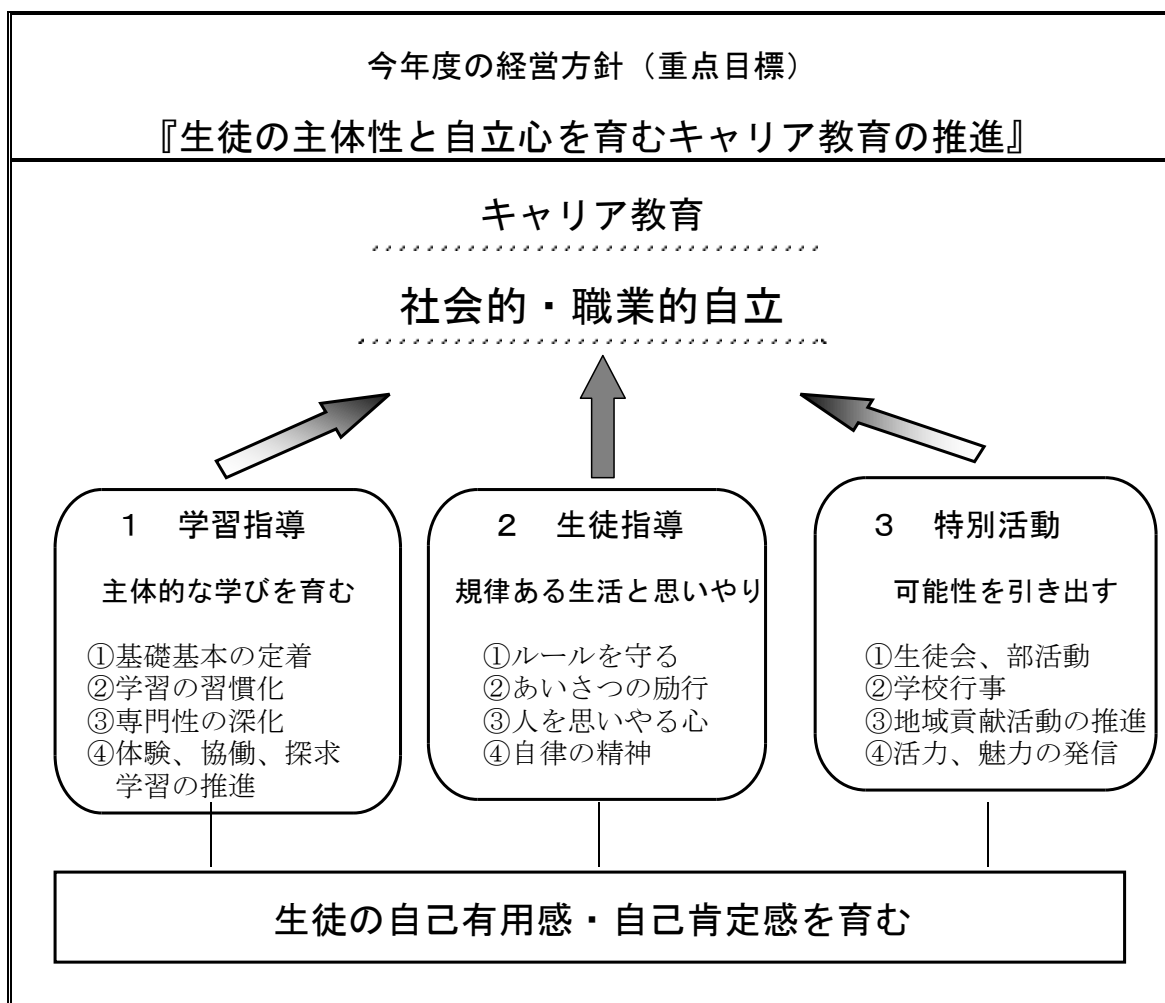 今年度の経営方針（重点目標）
『生徒の主体性と自立心を育むキャリア教育の推進』
キャリア教育
社会的・職業的自立
１　学習指導
主体的な学びを育む
①基礎基本の定着
②学習の習慣化
③専門性の深化
④体験、協働、探求
学習の推進
２　生徒指導
規律ある生活と思いやり
①ルールを守る
②あいさつの励行
③人を思いやる心
④自律の精神
３　特別活動
可能性を引き出す
①生徒会、部活動
②学校行事
③地域貢献活動の推進
④活力、魅力の発信
生徒の自己有用感・自己肯定感を育む